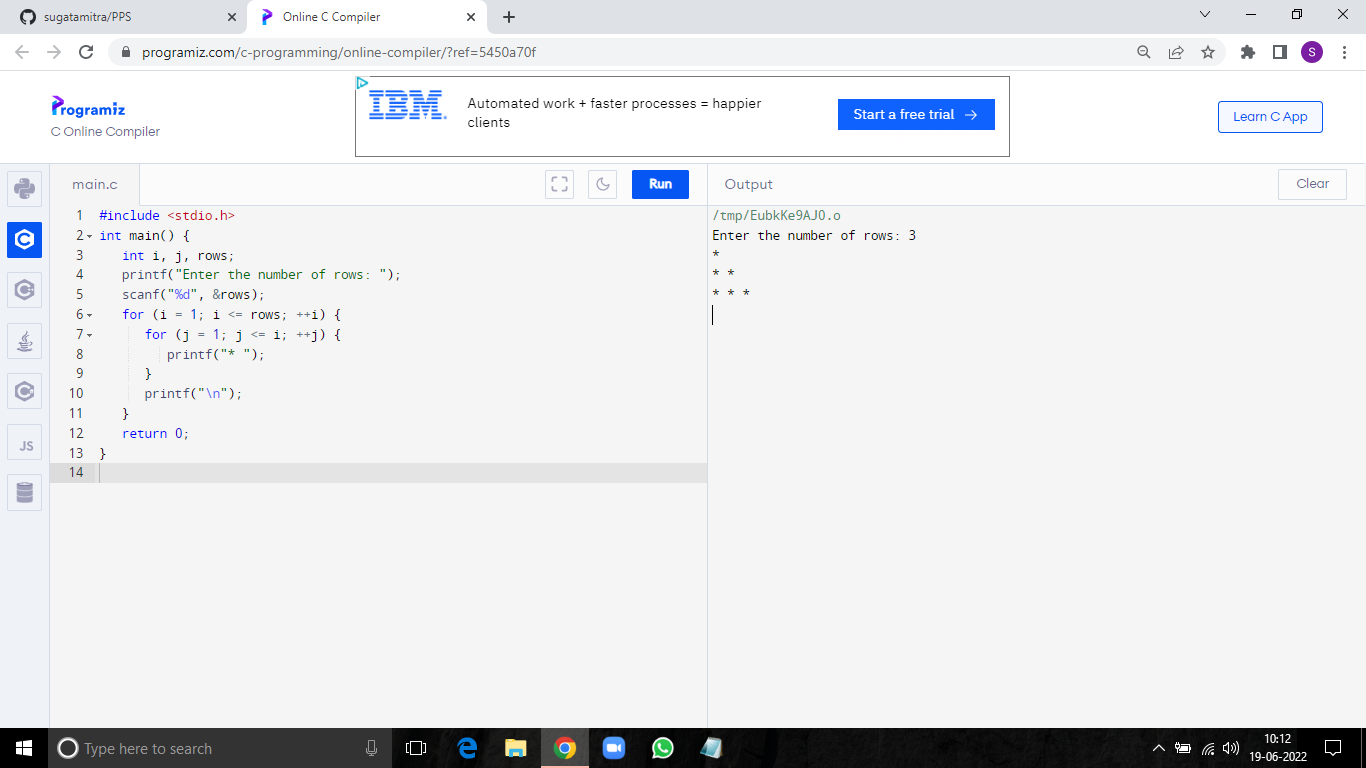 sugatamitra/PPS
Online C Compiler
programiz.com/c-programming/online-compiler/?ref=5450a70f
S
Programiz
C Online Compiler
IBM.
Automated work + faster processes = happier
clients
Start a free trial →
Learn C App
main.c
Run
Output
Clear
1 #include <stdio.h>
2 int main() {
3 int i, j, rows;
4 printf("Enter the number of rows: ");
5 scanf("%d", &rows);
6 for (i = 1; i <= rows; ++i) {
7 for (j = 1; j <= i; ++j) {
8 printf("* ");
9 }
10 printf("\n");
11 }
12 return 0;
13 }
14
/tmp/EubkKe9AJO.o
Enter the number of rows: 3
*
* *
* * *
JS
Type here to search
10:12
19-06-2022